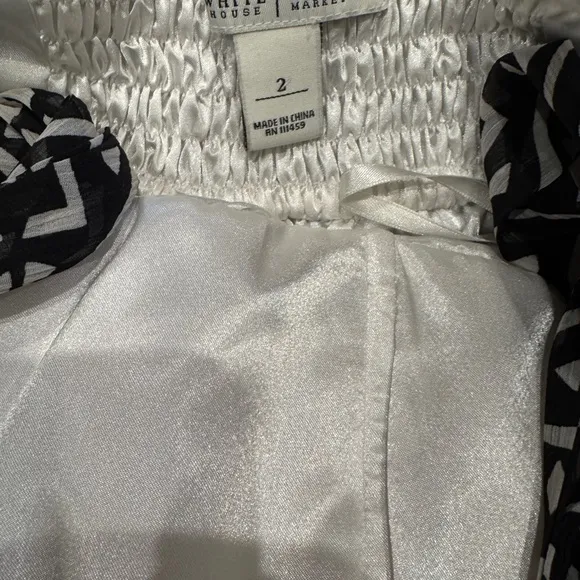 WHITE
HOUSE | MARKET
2
MADE IN CHINA
RN 111459